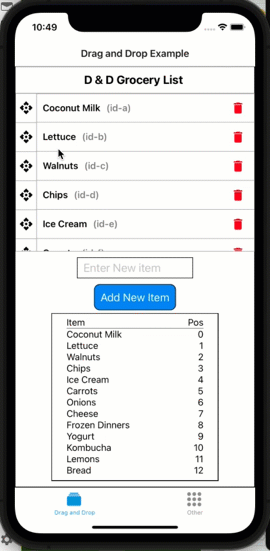 10:49
Drag and Drop Example
D & D Grocery List
Coconut Milk (id-a)
Lettuce (id-b)
Walnuts (id-c)
Chips (id-d)
Ice Cream (id-e)
Enter New item
Add New Item
Item Pos
Coconut Milk 0
Lettuce 1
Walnuts 2
Chips 3
Ice Cream 4
Carrots 5
Onions 6
Cheese 7
Frozen Dinners 8
Yogurt 9
Kombucha 10
Lemons 11
Bread 12
Drag and Drop Other